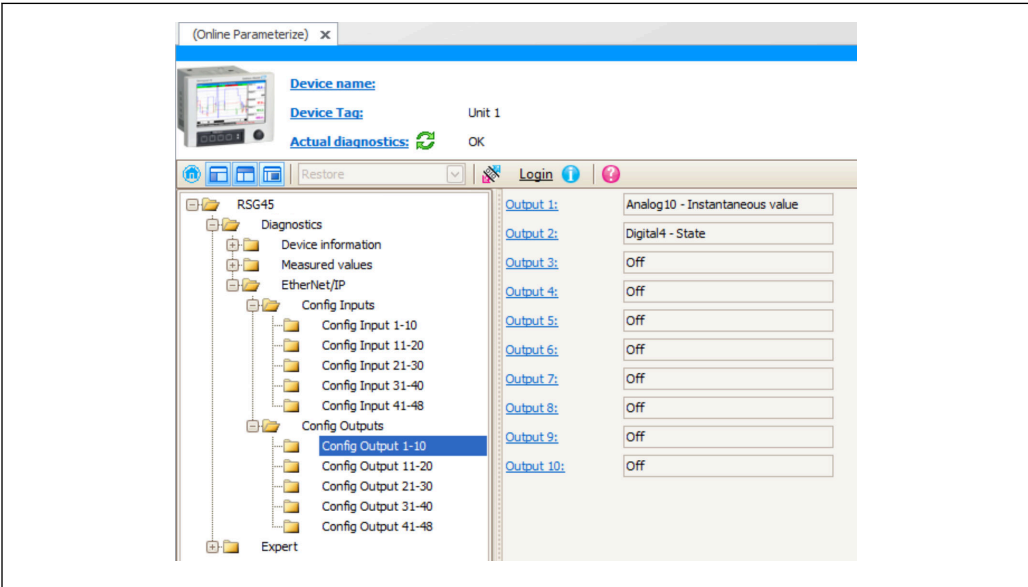 (Online Parameterize) x
Device name:
Device Tag: Unit 1
Actual diagnostics: OK
Restore Login
RSG45
Diagnostics
Device information
Measured values
EtherNet/IP
Config Inputs
Config Input 1-10
Config Input 11-20
Config Input 21-30
Config Input 31-40
Config Input 41-48
Config Outputs
Config Output 1-10
Config Output 11-20
Config Output 21-30
Config Output 31-40
Config Output 41-48
Expert
Output 1: Analog10 - Instantaneous value
Output 2: Digital4 - State
Output 3: Off
Output 4: Off
Output 5: Off
Output 6: Off
Output 7: Off
Output 8: Off
Output 9: Off
Output 10: Off